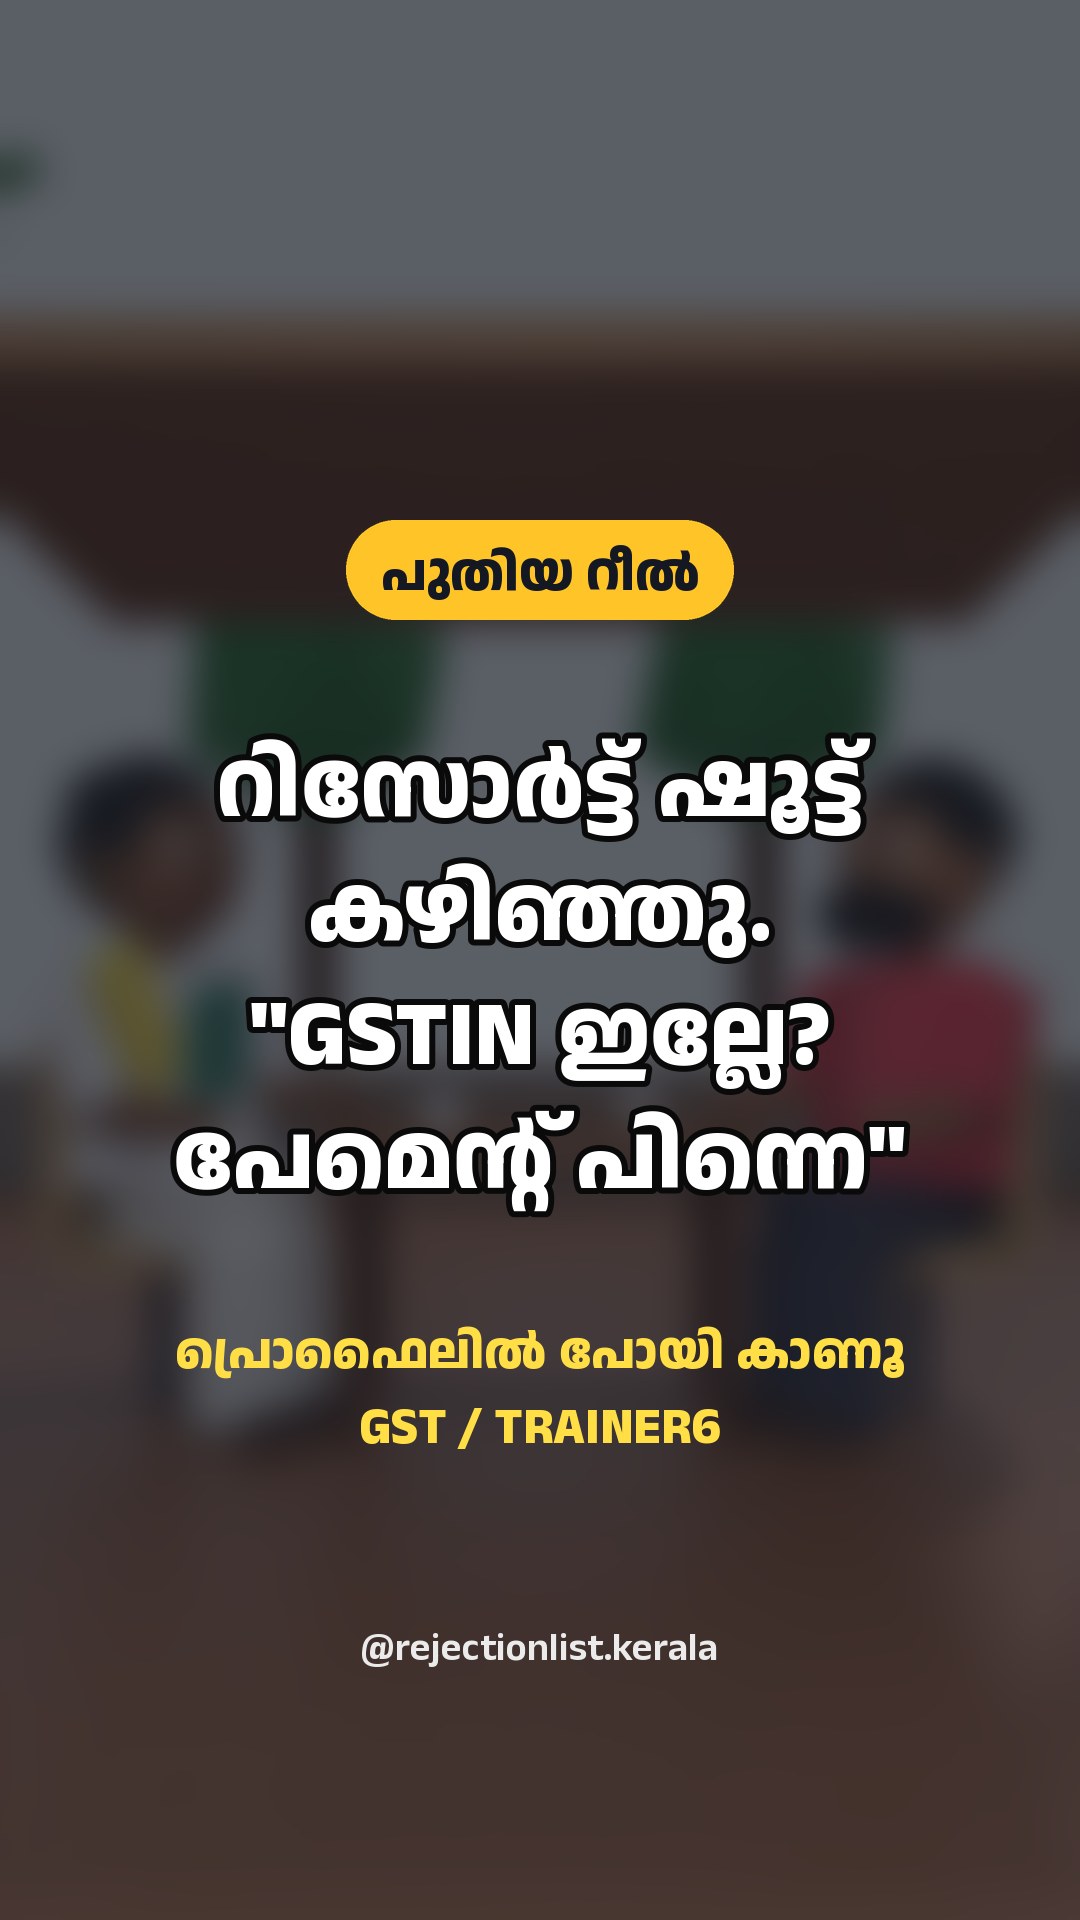 പുതിയ റീൽ
റിസോർട്ട് ഷൂട്ട്
കഴിഞ്ഞു.
"GSTIN ഇല്ലേ?
പേമെന്റ് പിന്നെ"
പ്രൊഫൈലിൽ പോയി കാണൂ
GST / TRAINER6
@rejectionlist.kerala